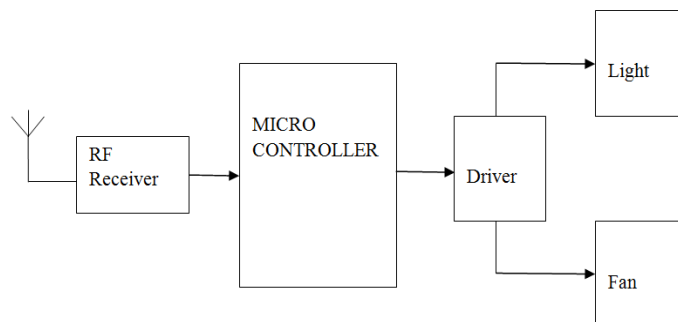 RF
Receiver
MICRO
CONTROLLER
Driver
Light
Fan